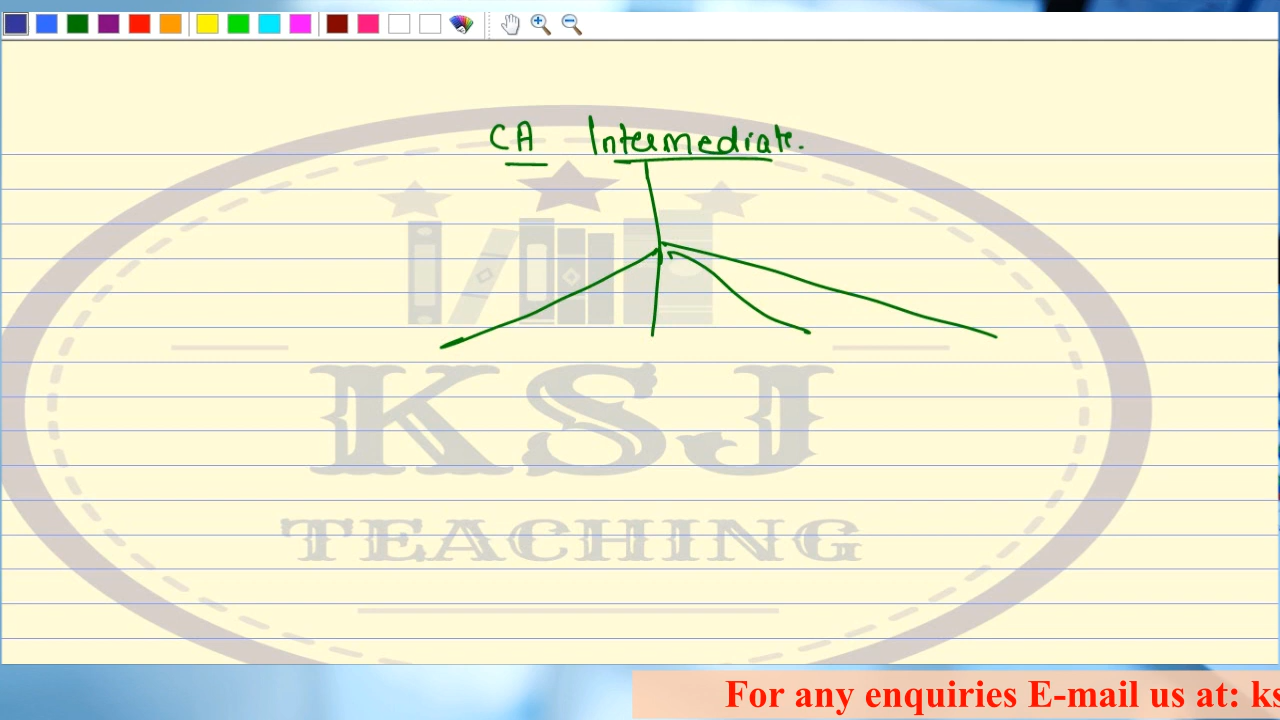 CA Intermediate.
KSJ
TEACHING
For any enquiries E-mail us at: ks